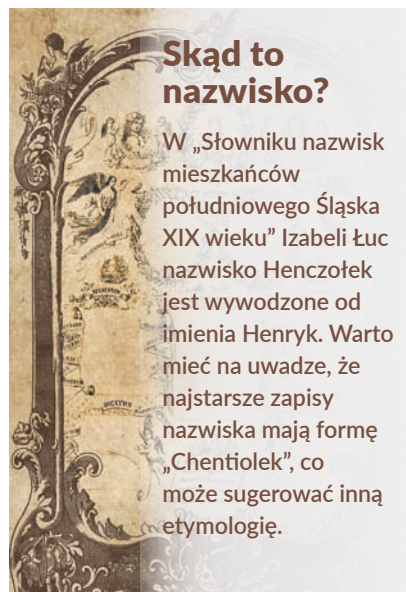 Skąd to
nazwisko?
W „Słowniku nazwisk
mieszkańców
południowego Śląska
XIX wieku” Izabeli Łuc
nazwisko Henczołek
jest wywodzone od
imienia Henryk. Warto
mieć na uwadze, że
najstarsze zapisy
nazwiska mają formę
„Chentiolek”, co
może sugerować inną
etymologię.